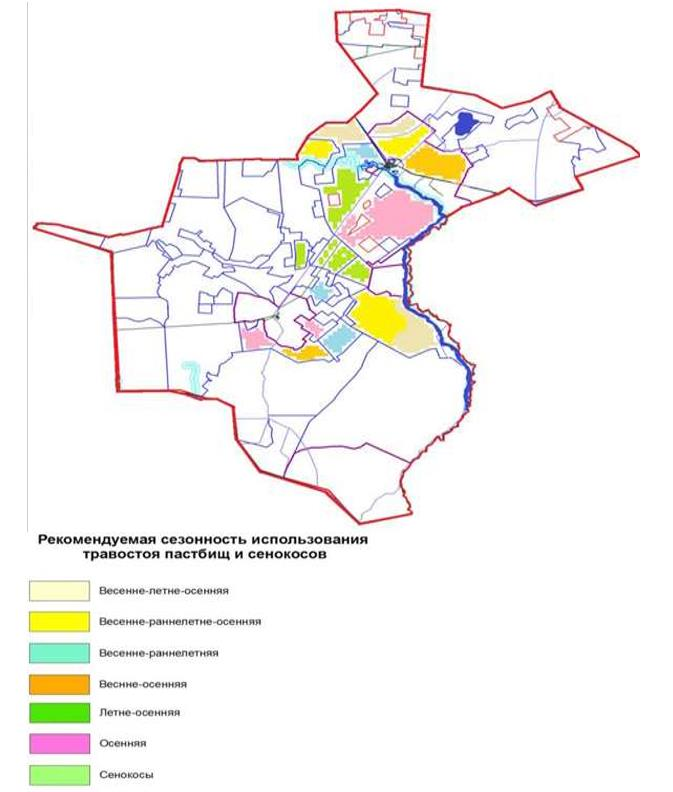 Рекомендуемая сезонность использования
травостоя пастбищ и сенокосов
Весенне-летне-осенняя
Весенне-раннелетне-осенняя
Весенне-раннелетняя
Веснне-осенняя
Летне-осенняя
Осенняя
Сенокосы